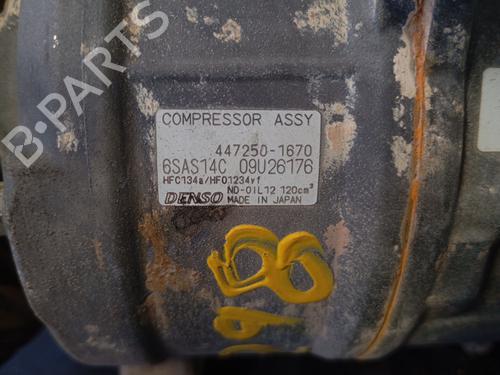 COMPRESSOR ASSY
447250-1670
6SAS14C 09U26176
HFC134a/HFO1234yf
ND-OIL12 120cm³
DENSO MADE IN JAPAN
B-PARTS